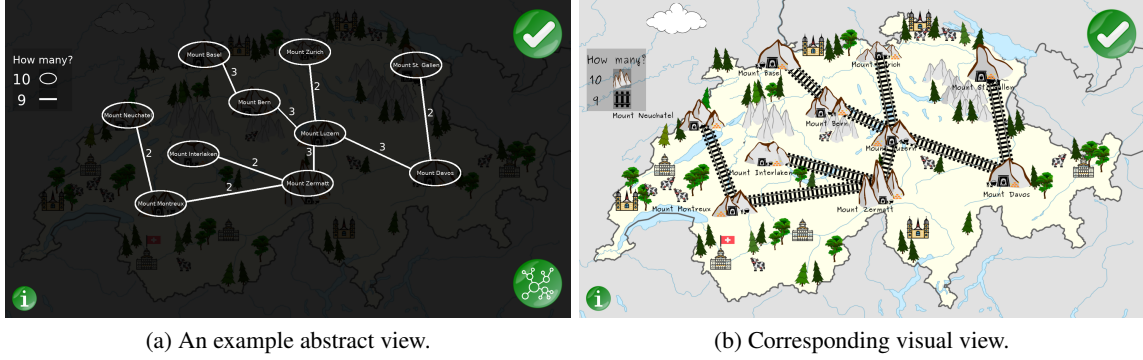 How many?
10
9
Mount Basel
Mount Zurich
Mount St. Gallen
3
Mount Bern
2
2
Mount Neuchatel
3
Mount Luzern
2
Mount Interlaken
3
3
2
Mount Davos
Mount Zermatt
2
Mount Montreux
i
How many?
10
9
Mount Basel
Mount Zurich
Mount St. Gallen
Mount Neuchatel
Mount Bern
Mount Luzern
Mount Interlaken
Mount Davos
Mount Montreux
Mount Zermatt
i
(a) An example abstract view.
(b) Corresponding visual view.